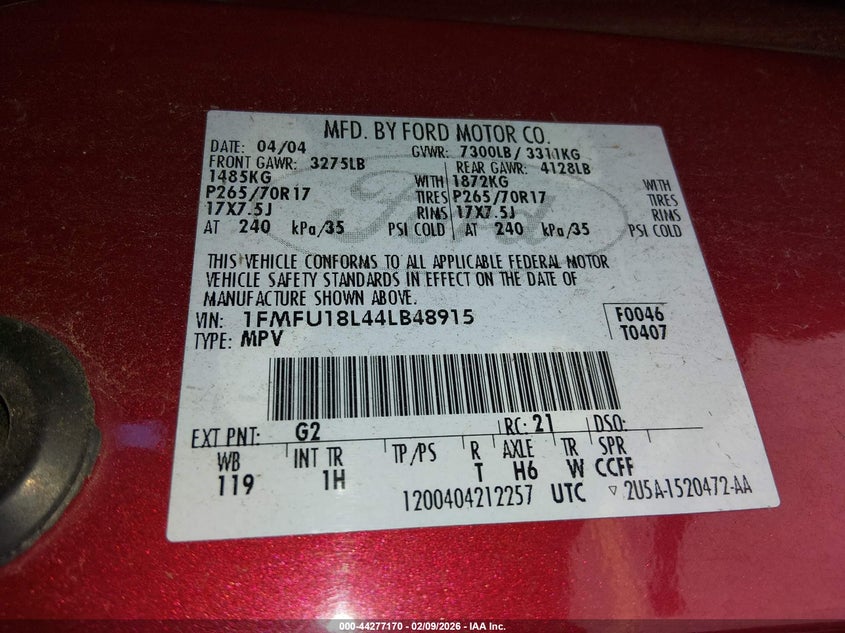 MFD. BY FORD MOTOR CO.
DATE: 04/04 GVWR: 7300LB / 3311KG
FRONT GAWR: 3275LB REAR GAWR: 4128LB
1485KG WITH 1872KG WITH
P265/70R17 TIRES P265/70R17 TIRES
17X7.5J RIMS 17X7.5J RIMS
AT 240 kPa/35 PSI COLD AT 240 kPa/35 PSI COLD
Ford
THIS VEHICLE CONFORMS TO ALL APPLICABLE FEDERAL MOTOR
VEHICLE SAFETY STANDARDS IN EFFECT ON THE DATE OF
MANUFACTURE SHOWN ABOVE.
VIN: 1FMFU18L44LB48915 F0046
TYPE: MPV T0407
EXT PNT: G2 RC: 21 DSO:
WB INT TR TP/PS R AXLE TR SPR
119 1H T H6 W CCFF
1200404212257 UTC ▽ 2U5A-1520472-AA
000-44277170 | 02/09/2026 - IAA Inc.